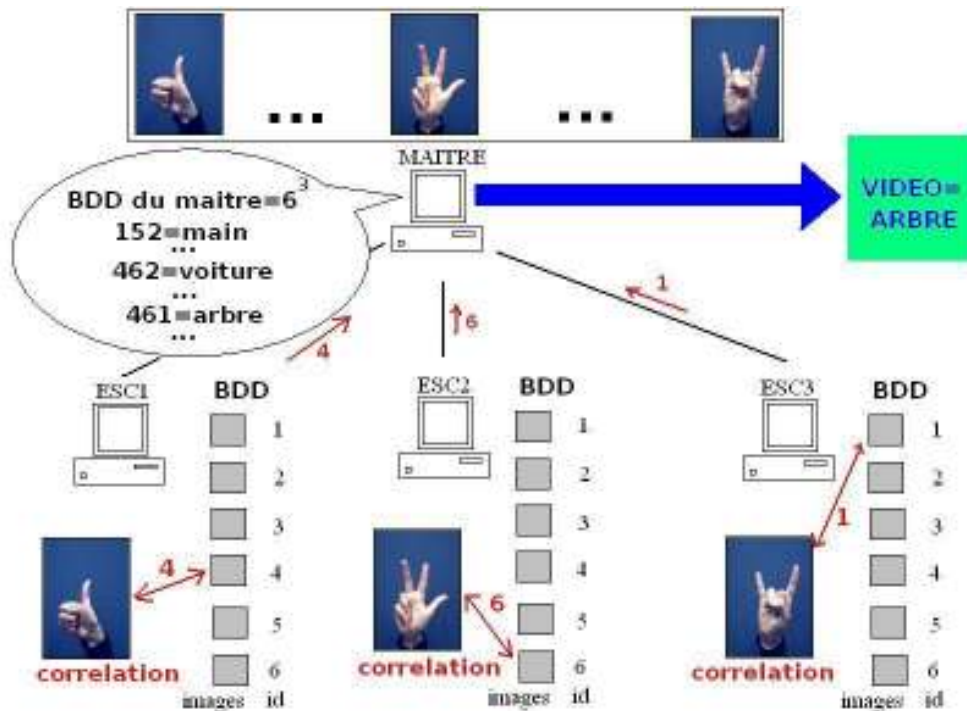 ... ...
MAITRE
BDD du maitre=6³
152=main
...
462=voiture
...
461=arbre
...
VIDEO=
ARBRE
4
6
1
ESC1
BDD
1
2
3
4
5
6
4
correlation
images id
ESC2
BDD
1
2
3
4
5
6
6
correlation
images id
ESC3
BDD
1
2
3
4
5
6
1
correlation
images id